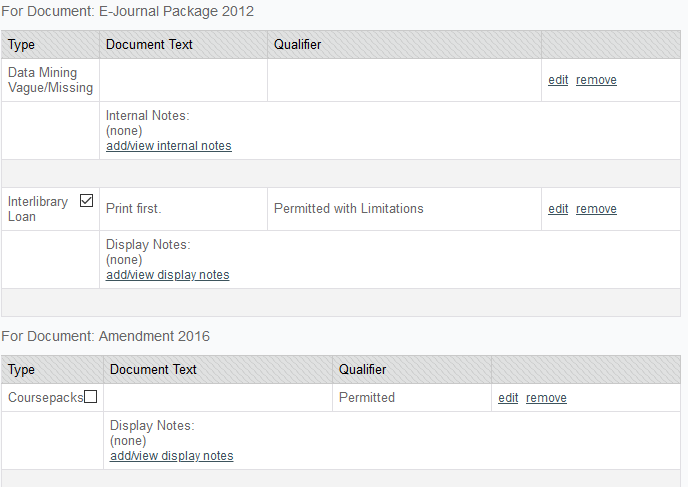 For Document: E-Journal Package 2012
Type Document Text Qualifier
Data Mining
Vague/Missing
edit remove
Internal Notes:
(none)
add/view internal notes
Interlibrary
Loan
Print first. Permitted with Limitations edit remove
Display Notes:
(none)
add/view display notes
For Document: Amendment 2016
Type Document Text Qualifier
Coursepacks Permitted edit remove
Display Notes:
(none)
add/view display notes